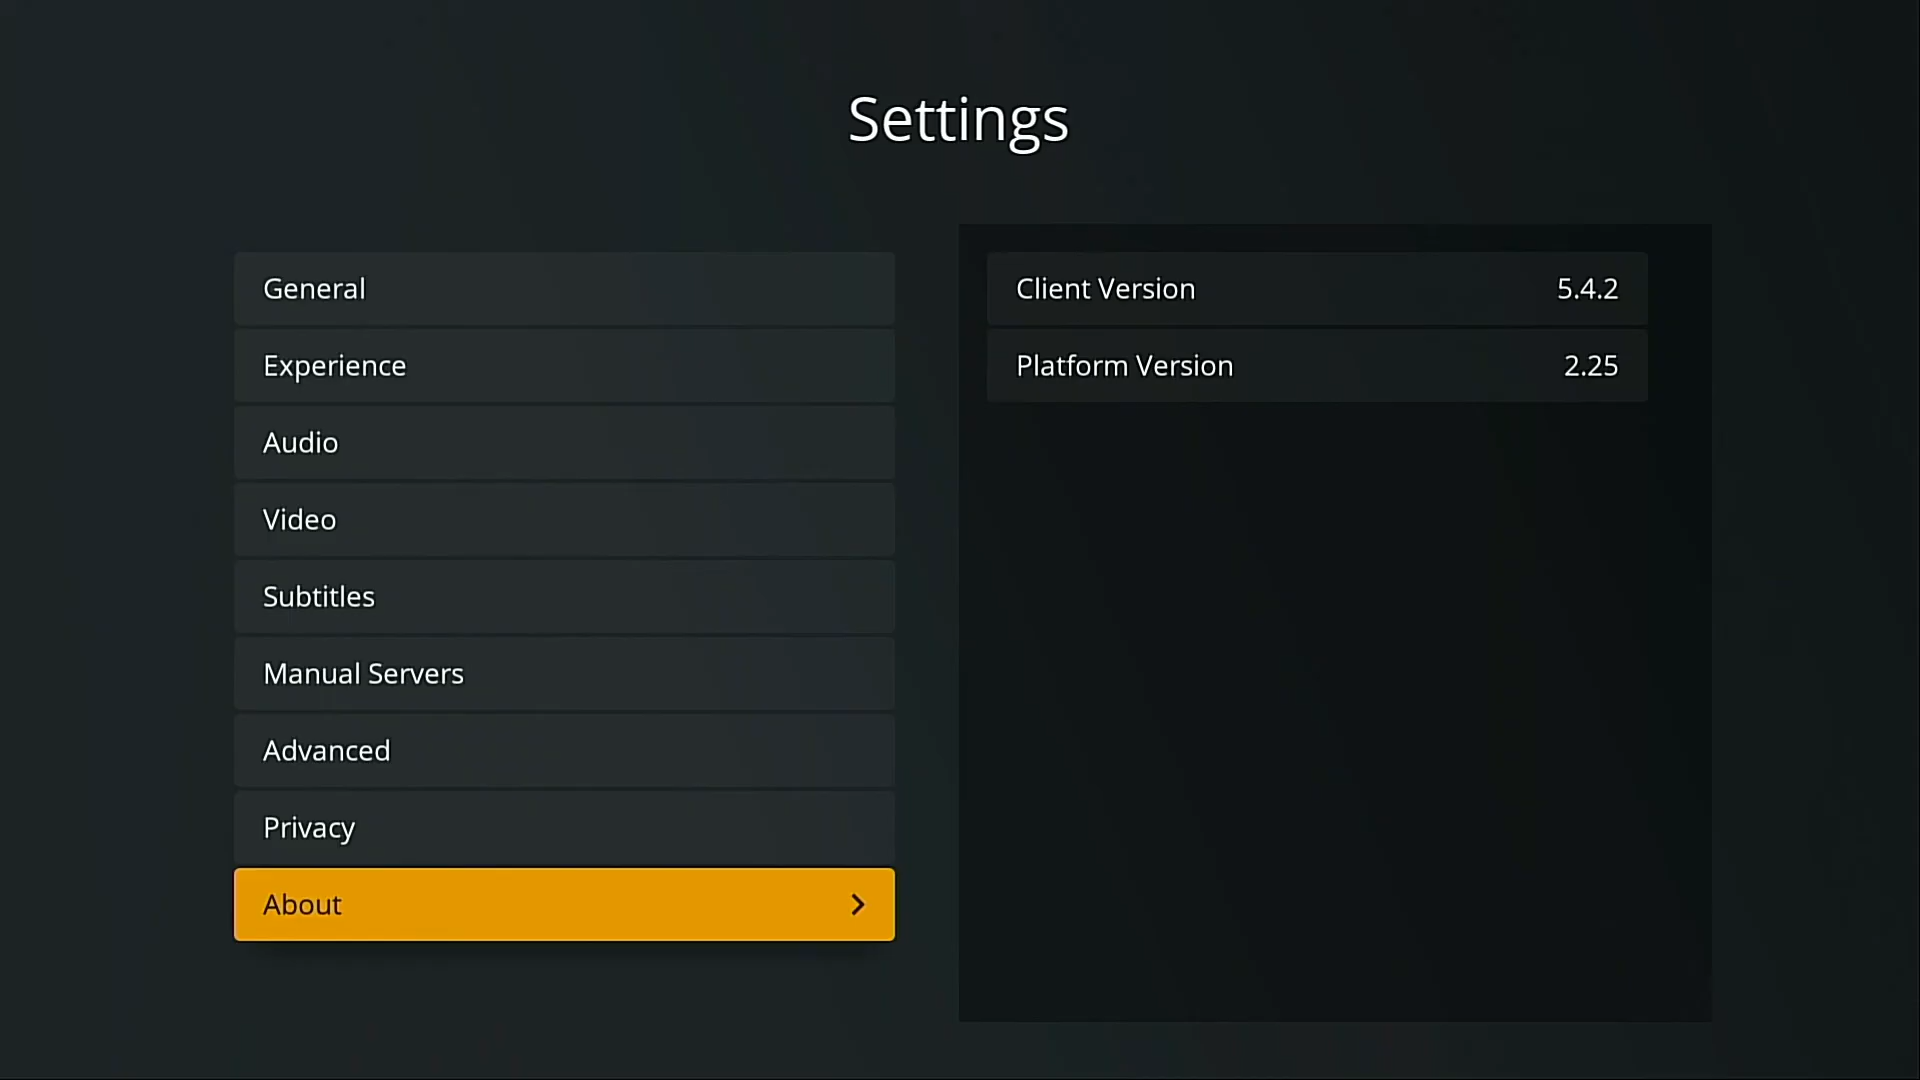 Settings
General
Experience
Audio
Video
Subtitles
Manual Servers
Advanced
Privacy
About
Client Version 5.4.2
Platform Version 2.25